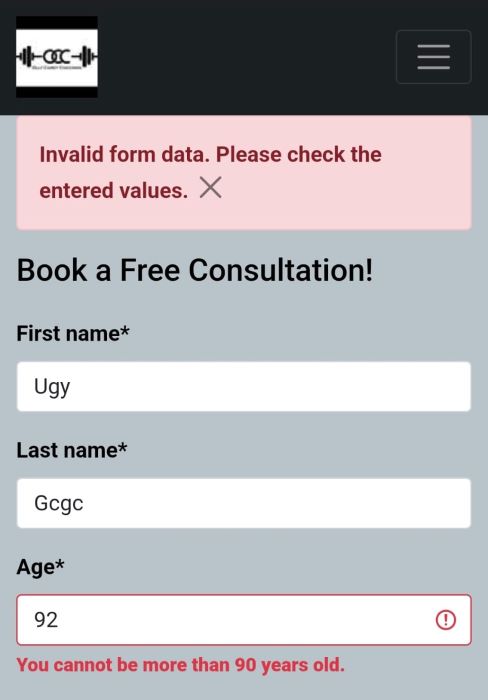 OCC
Invalid form data. Please check the
entered values.
Book a Free Consultation!
First name*
Ugy
Last name*
Gcgc
Age*
92
You cannot be more than 90 years old.